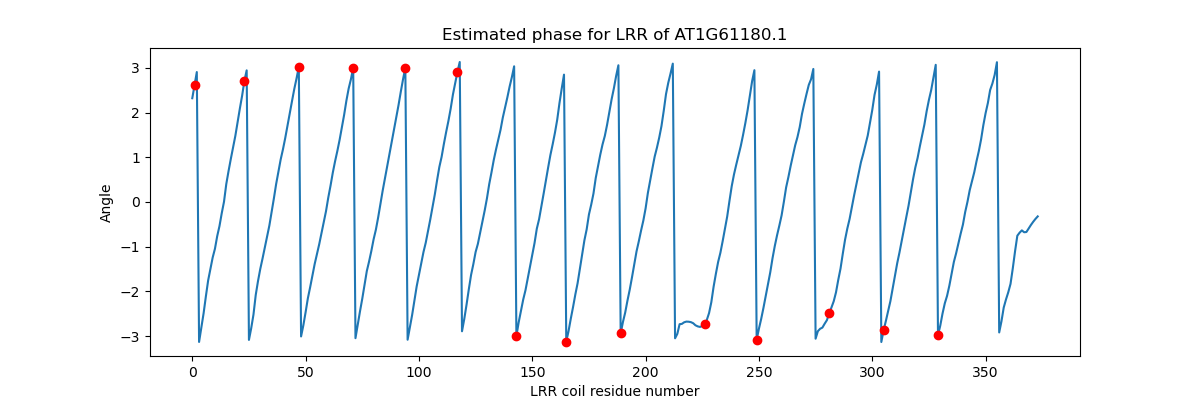 Estimated phase for LRR of AT1G61180.1
3
2
1
0
−1
−2
−3
Angle
0 50 100 150 200 250 300 350
LRR coil residue number